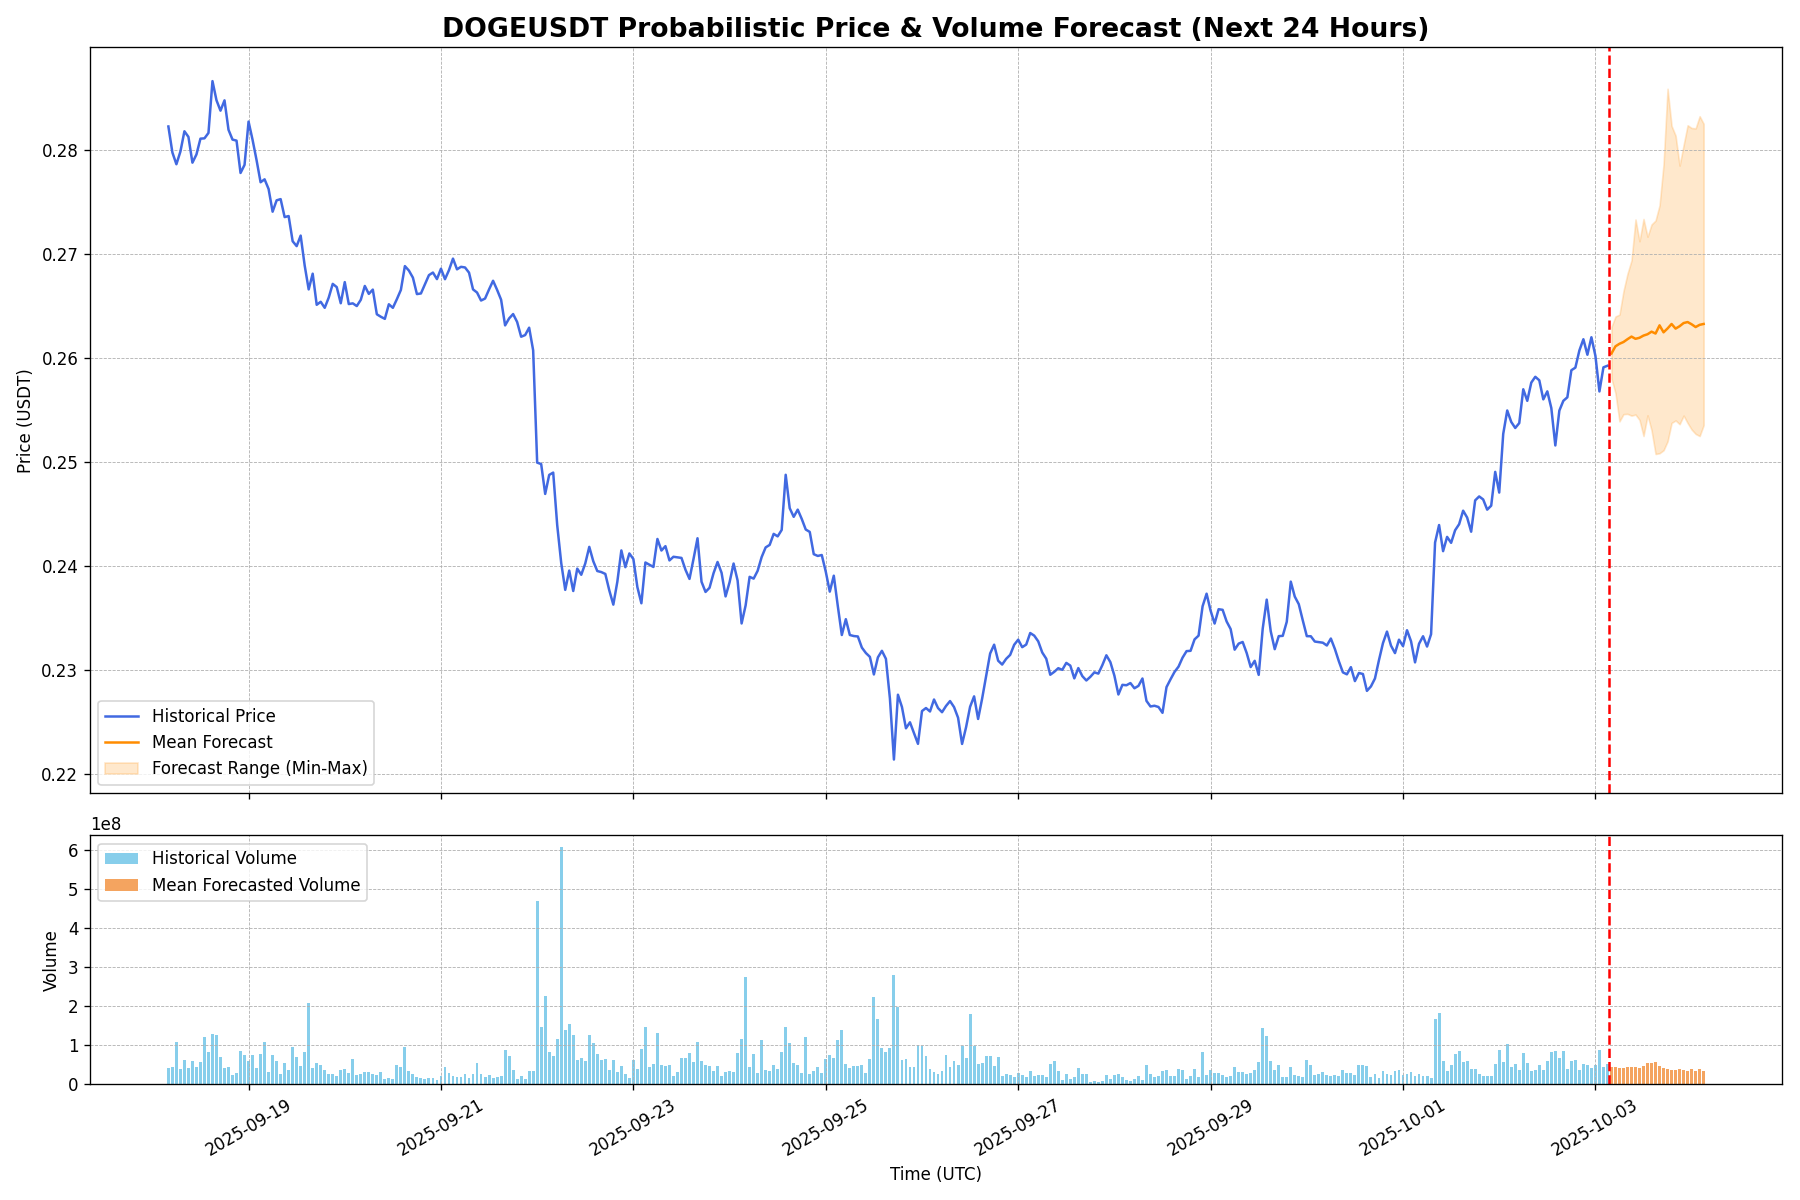 DOGEUSDT Probabilistic Price & Volume Forecast (Next 24 Hours)
Price (USDT)
0.28
0.27
0.26
0.25
0.24
0.23
0.22
Historical Price
Mean Forecast
Forecast Range (Min-Max)
1e8
Volume
6
5
4
3
2
1
0
Historical Volume
Mean Forecasted Volume
2025-09-19
2025-09-21
2025-09-23
2025-09-25
2025-09-27
2025-09-29
2025-10-01
2025-10-03
Time (UTC)